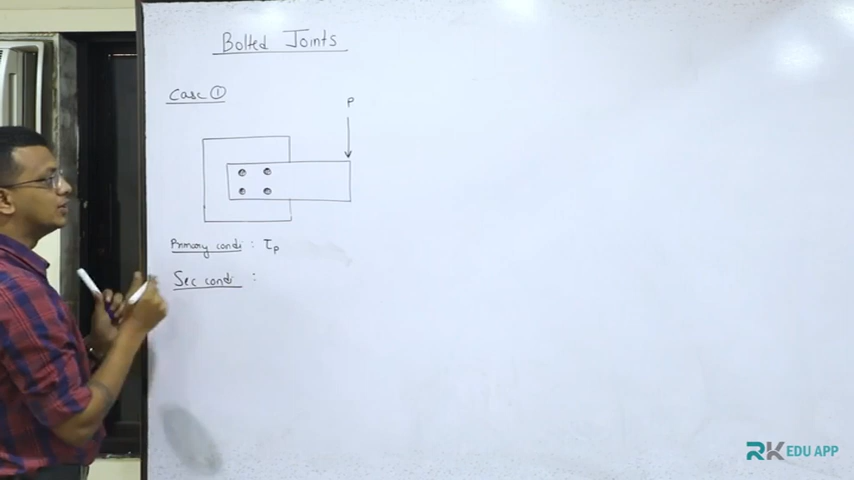 Bolted Joints
Case ①
P
Primary condi : τp
Sec condi :
RK EDU APP